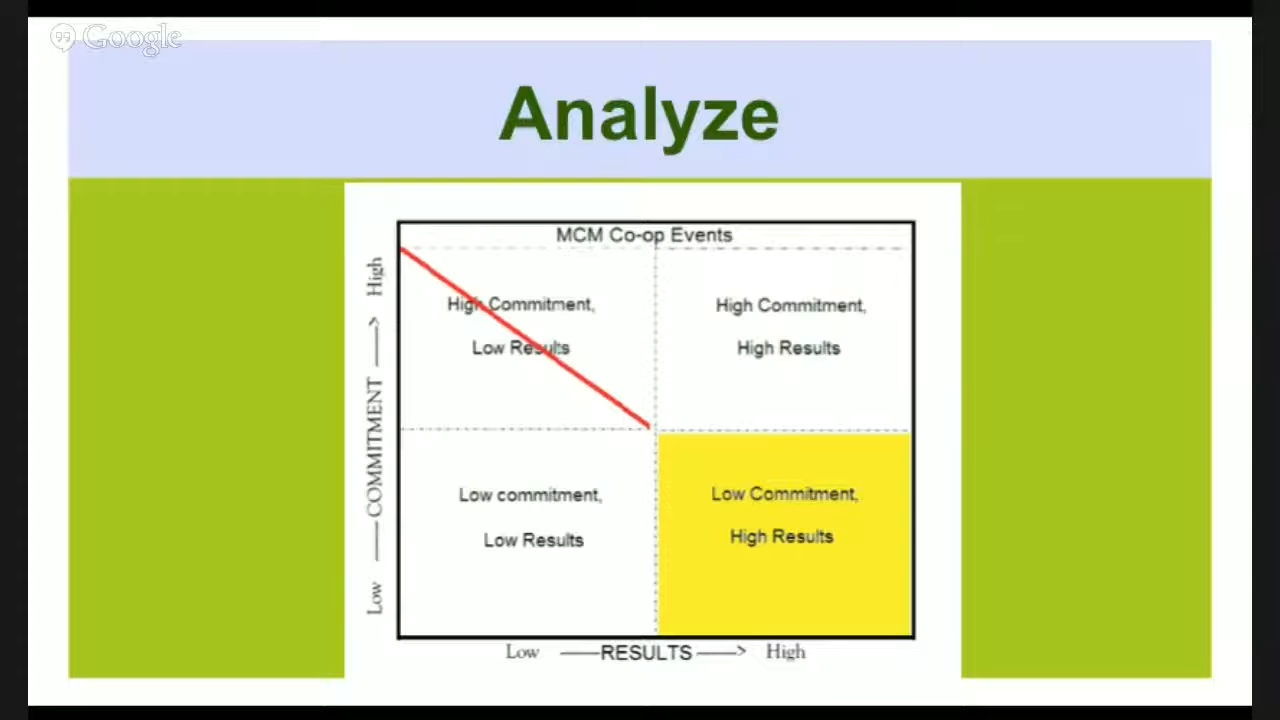 Google
Analyze
MCM Co-op Events
High Commitment,
Low Results
High Commitment,
High Results
Low commitment,
Low Results
Low Commitment,
High Results
Low COMMITMENT High
Low RESULTS High